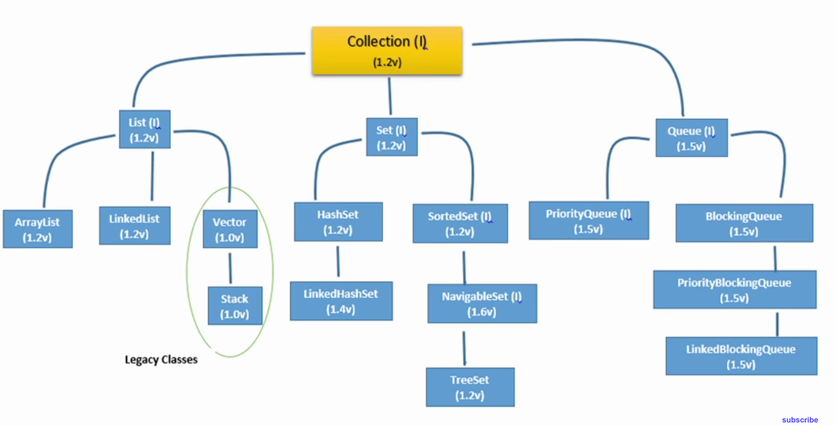 Collection (I)
(1.2v)
List (I)
(1.2v)
Set (I)
(1.2v)
Queue (I)
(1.5v)
ArrayList
(1.2v)
LinkedList
(1.2v)
Vector
(1.0v)
HashSet
(1.2v)
SortedSet (I)
(1.2v)
PriorityQueue (I)
(1.5v)
BlockingQueue
(1.5v)
Stack
(1.0v)
LinkedHashSet
(1.4v)
NavigableSet (I)
(1.6v)
PriorityBlockingQueue
(1.5v)
Legacy Classes
LinkedBlockingQueue
(1.5v)
TreeSet
(1.2v)
subscribe